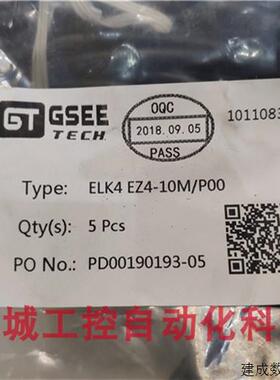 GT GSEE TECH
OQC
2018.09.05
PASS
1011083
Type: ELK4 EZ4-10M/P00
Qty(s): 5 Pcs
PO No.: PD00190193-05
城工控自动化科
建成数